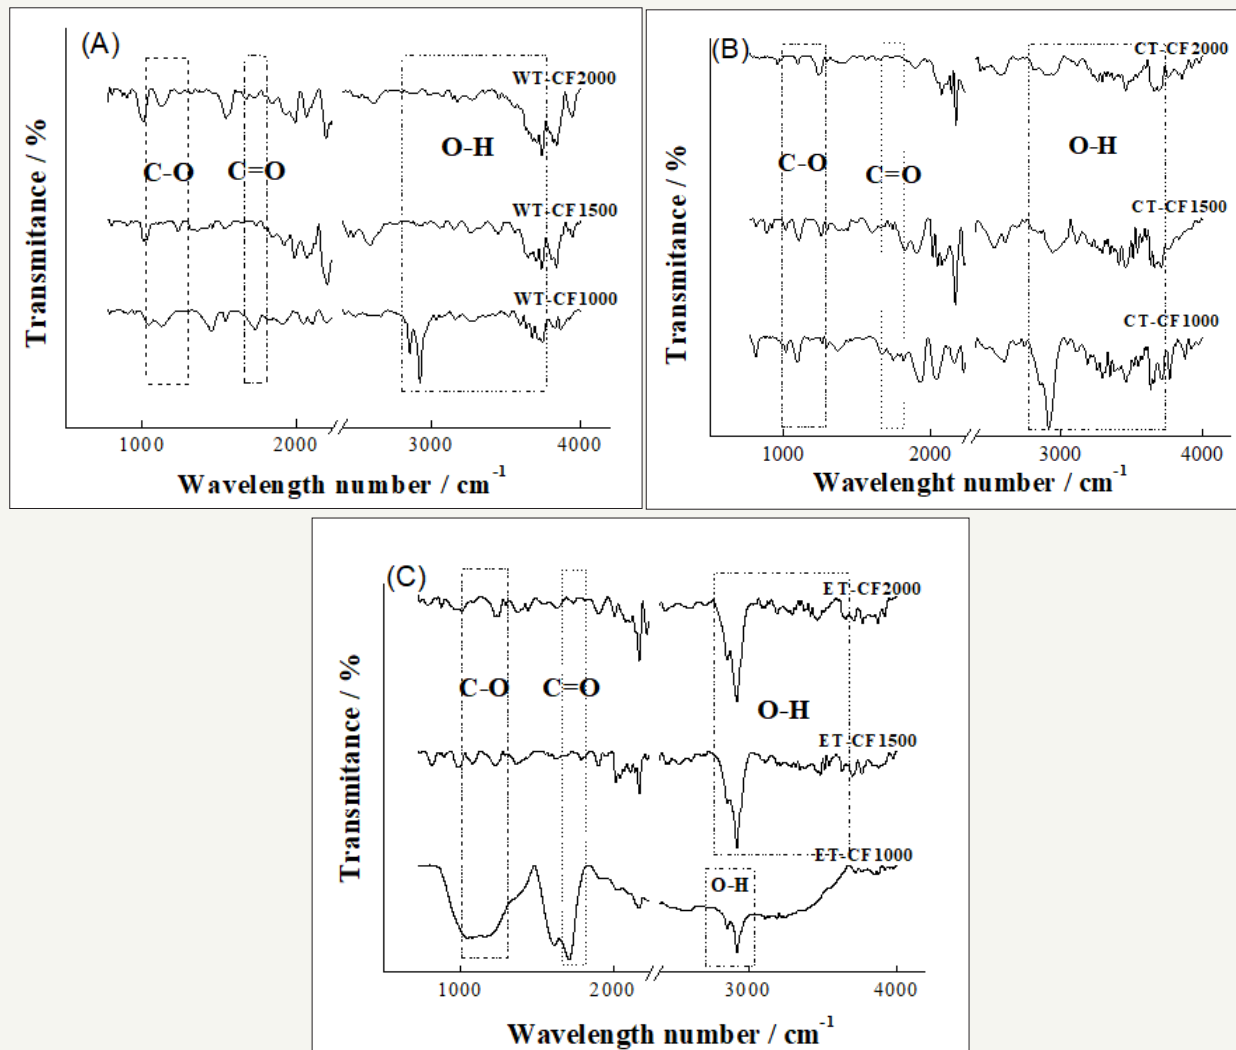 (A)
WT-CF2000
O-H
C-O
C=O
WT-CF1500
WT-CF1000
Transmitance / %
1000
2000
3000
4000
Wavelength number / cm-1
(B)
CT-CF2000
O-H
C-O
C=O
CT-CF1500
CT-CF1000
Transmitance / %
1000
2000
3000
4000
Wavelenght number / cm-1
(C)
ET-CF2000
C-O
C=O
O-H
ET-CF1500
ET-CF1000
O-H
Transmitance / %
1000
2000
3000
4000
Wavelength number / cm-1